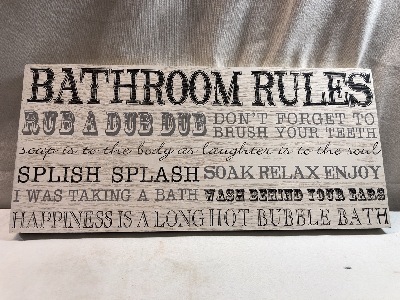 BATHROOM RULES
RUB A DUB DUB DON'T FORGET TO
BRUSH YOUR TEETH
soap is to the body as laughter is to the soul
SPLISH SPLASH SOAK RELAX ENJOY
I WAS TAKING A BATH WASH BEHIND YOUR EARS
HAPPINESS IS A LONG HOT BUBBLE BATH